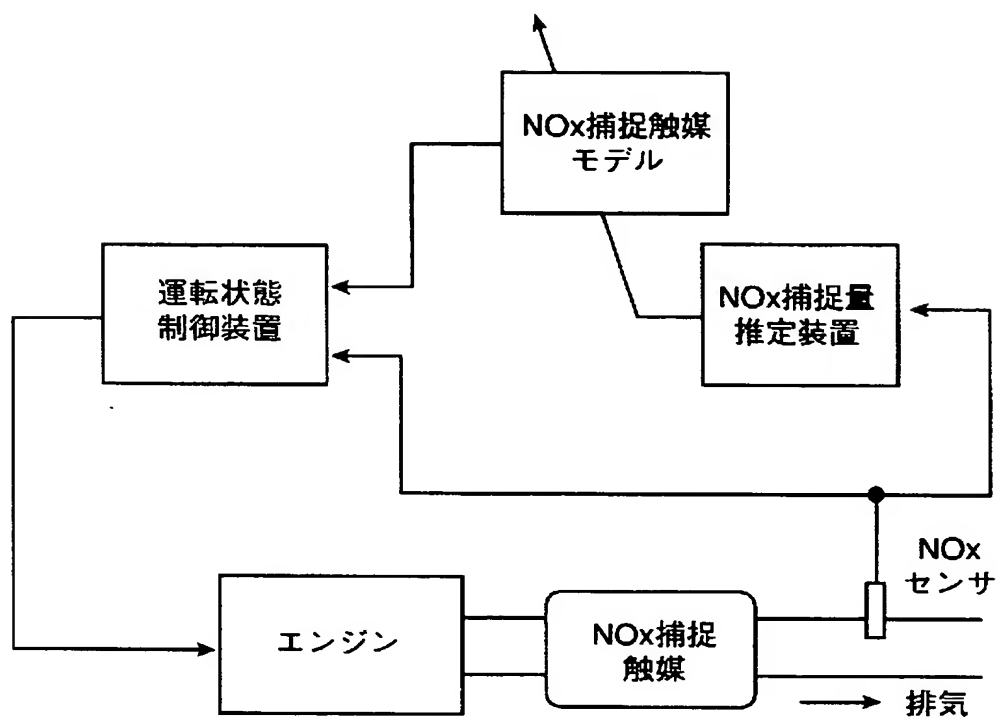 NOx捕捉触媒
モデル
運転状態
制御装置
NOx捕捉量
推定装置
NOx
センサ
エンジン
NOx捕捉
触媒
排気